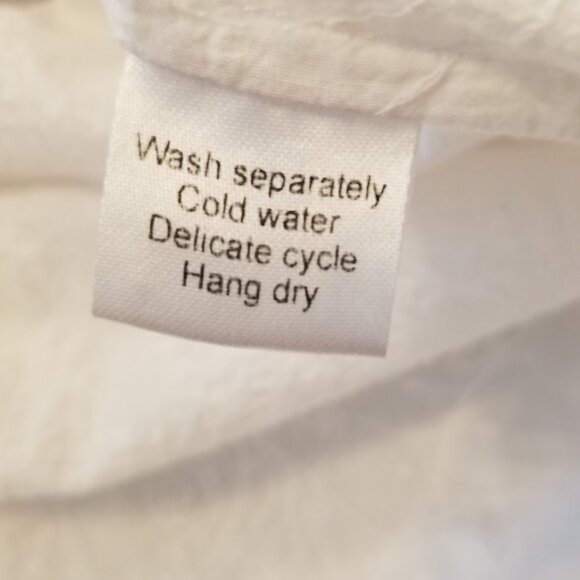 Wash separately
Cold water
Delicate cycle
Hang dry